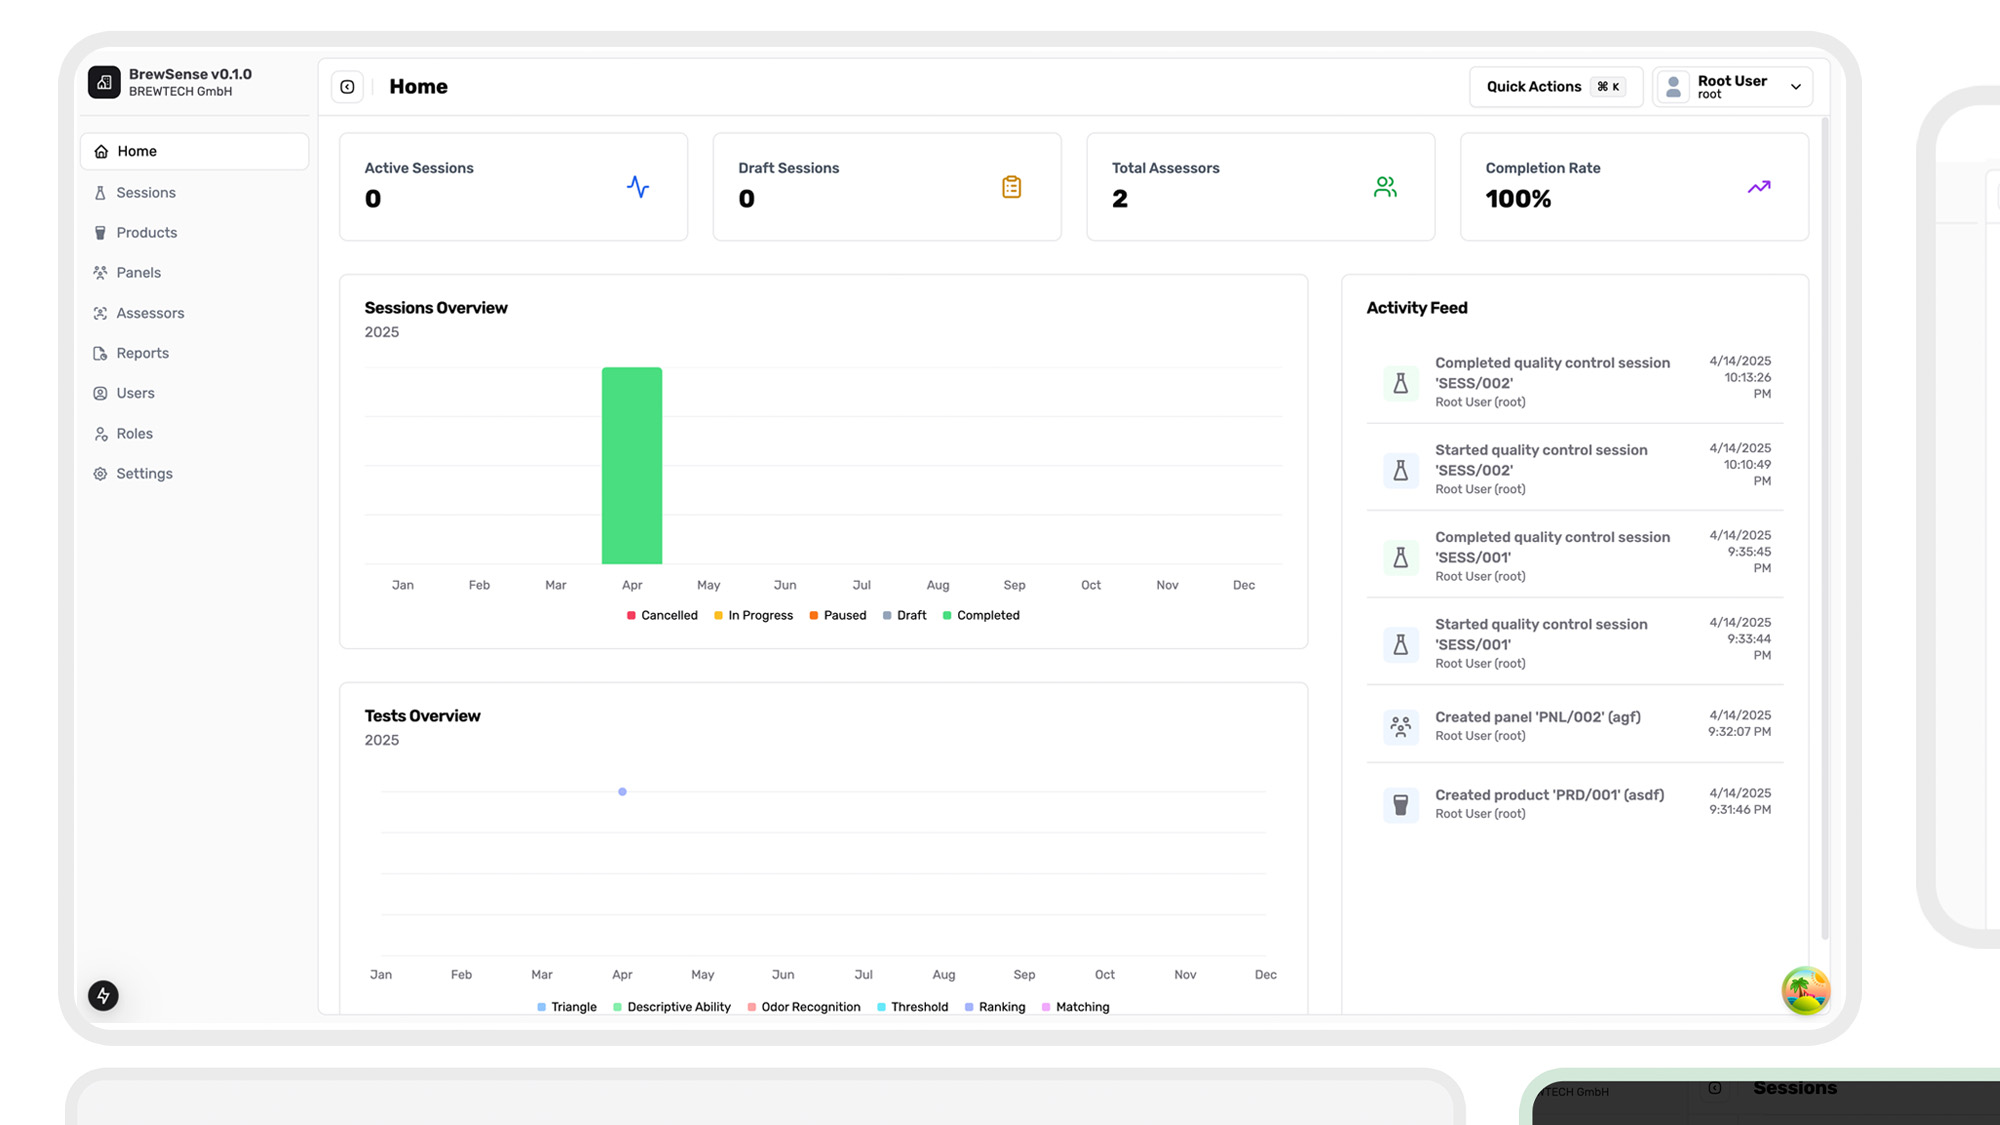 BrewSense v0.1.0
BREWTECH GmbH
Home
Sessions
Products
Panels
Assessors
Reports
Users
Roles
Settings
Home
Quick Actions ⌘ K
Root User
root
Active Sessions
0
Draft Sessions
0
Total Assessors
2
Completion Rate
100%
Sessions Overview
2025
Jan Feb Mar Apr May Jun Jul Aug Sep Oct Nov Dec
Cancelled In Progress Paused Draft Completed
Tests Overview
2025
Jan Feb Mar Apr May Jun Jul Aug Sep Oct Nov Dec
Triangle Descriptive Ability Odor Recognition Threshold Ranking Matching
Activity Feed
Completed quality control session
'SESS/002'
Root User (root)
4/14/2025
10:13:26
PM
Started quality control session
'SESS/002'
Root User (root)
4/14/2025
10:10:49
PM
Completed quality control session
'SESS/001'
Root User (root)
4/14/2025
9:35:45
PM
Started quality control session
'SESS/001'
Root User (root)
4/14/2025
9:33:44
PM
Created panel 'PNL/002' (agf)
Root User (root)
4/14/2025
9:32:07 PM
Created product 'PRD/001' (asdf)
Root User (root)
4/14/2025
9:31:46 PM
GmbH
Sessions